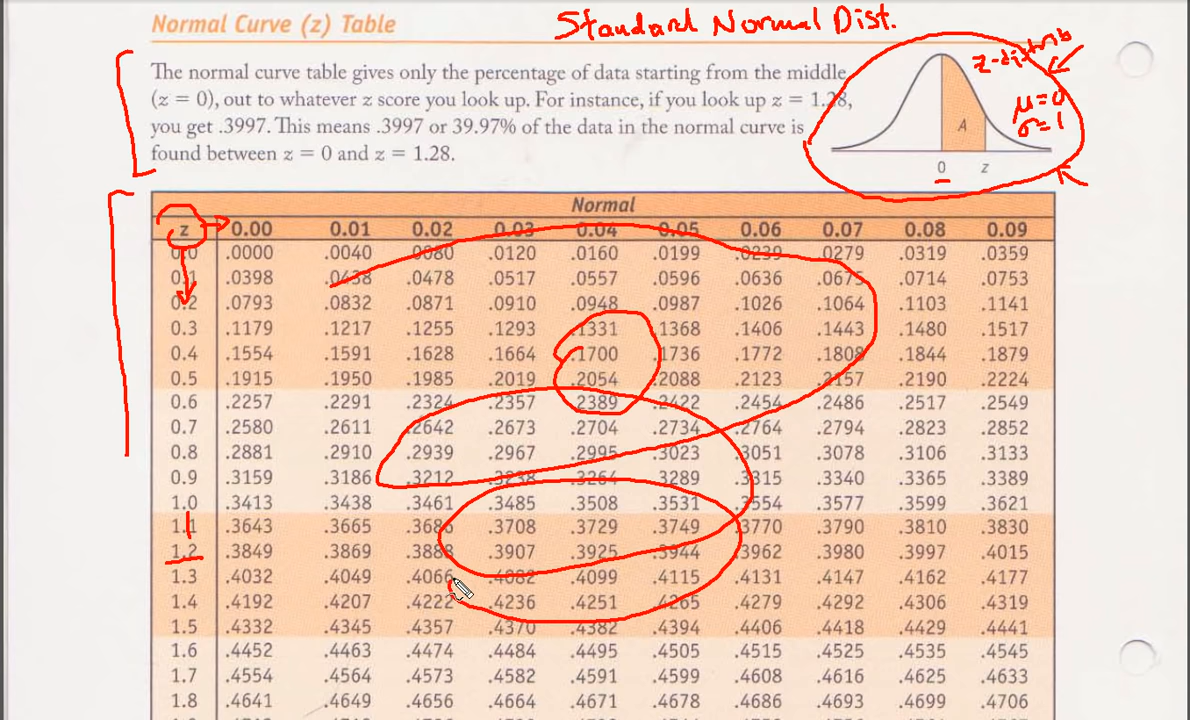 Normal Curve (z) Table
Standard Normal Dist.
The normal curve table gives only the percentage of data starting from the middle
(z = 0), out to whatever z score you look up. For instance, if you look up z = 1.28,
you get .3997. This means .3997 or 39.97% of the data in the normal curve is
found between z = 0 and z = 1.28.
z-distrib
μ=0
σ=1
A
0 z
Normal
z 0.00 0.01 0.02 0.03 0.04 0.05 0.06 0.07 0.08 0.09
0.0 .0000 .0040 .0080 .0120 .0160 .0199 .0239 .0279 .0319 .0359
0.1 .0398 .0438 .0478 .0517 .0557 .0596 .0636 .0675 .0714 .0753
0.2 .0793 .0832 .0871 .0910 .0948 .0987 .1026 .1064 .1103 .1141
0.3 .1179 .1217 .1255 .1293 .1331 .1368 .1406 .1443 .1480 .1517
0.4 .1554 .1591 .1628 .1664 .1700 .1736 .1772 .1808 .1844 .1879
0.5 .1915 .1950 .1985 .2019 .2054 .2088 .2123 .2157 .2190 .2224
0.6 .2257 .2291 .2324 .2357 .2389 .2422 .2454 .2486 .2517 .2549
0.7 .2580 .2611 .2642 .2673 .2704 .2734 .2764 .2794 .2823 .2852
0.8 .2881 .2910 .2939 .2967 .2995 .3023 .3051 .3078 .3106 .3133
0.9 .3159 .3186 .3212 .3238 .3264 .3289 .3315 .3340 .3365 .3389
1.0 .3413 .3438 .3461 .3485 .3508 .3531 .3554 .3577 .3599 .3621
1.1 .3643 .3665 .3686 .3708 .3729 .3749 .3770 .3790 .3810 .3830
1.2 .3849 .3869 .3888 .3907 .3925 .3944 .3962 .3980 .3997 .4015
1.3 .4032 .4049 .4066 .4082 .4099 .4115 .4131 .4147 .4162 .4177
1.4 .4192 .4207 .4222 .4236 .4251 .4265 .4279 .4292 .4306 .4319
1.5 .4332 .4345 .4357 .4370 .4382 .4394 .4406 .4418 .4429 .4441
1.6 .4452 .4463 .4474 .4484 .4495 .4505 .4515 .4525 .4535 .4545
1.7 .4554 .4564 .4573 .4582 .4591 .4599 .4608 .4616 .4625 .4633
1.8 .4641 .4649 .4656 .4664 .4671 .4678 .4686 .4693 .4699 .4706